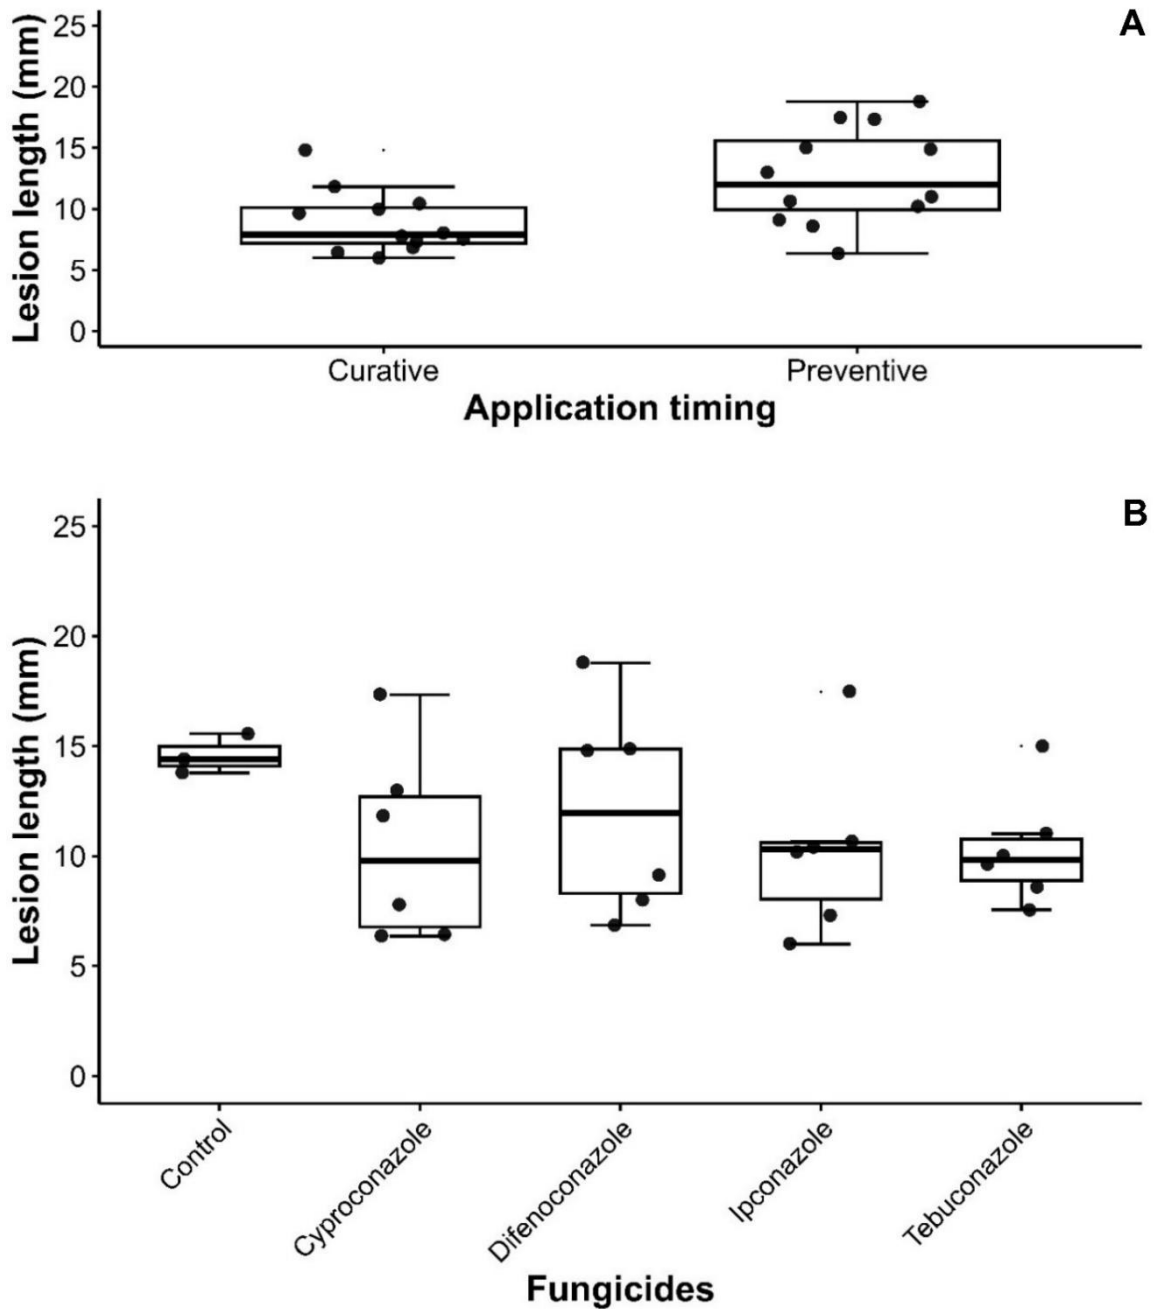 A
Lesion length (mm)
25
20
15
10
5
0
Curative Preventive
Application timing
B
Lesion length (mm)
25
20
15
10
5
0
Control Cyproconazole Difenoconazole Ipconazole Tebuconazole
Fungicides